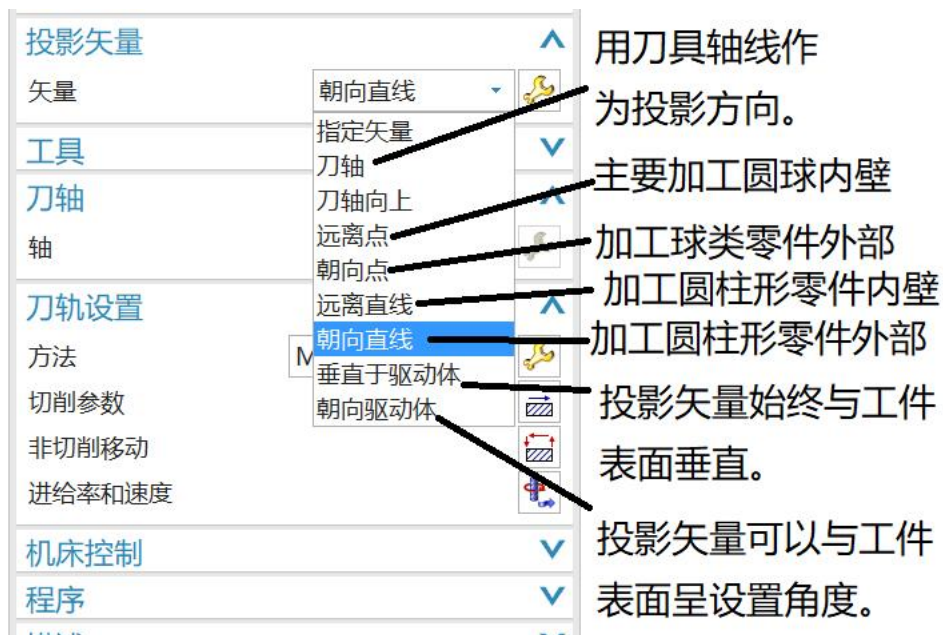 投影矢量
矢量
朝向直线
指定矢量
刀轴
刀轴向上
远离点
朝向点
远离直线
朝向直线
垂直于驱动体
朝向驱动体
工具
刀轴
轴
刀轨设置
方法
M
切削参数
非切削移动
进给率和速度
机床控制
程序
用刀具轴线作
为投影方向。
主要加工圆球内壁
加工球类零件外部
加工圆柱形零件内壁
加工圆柱形零件外部
投影矢量始终与工件
表面垂直。
投影矢量可以与工件
表面呈设置角度。